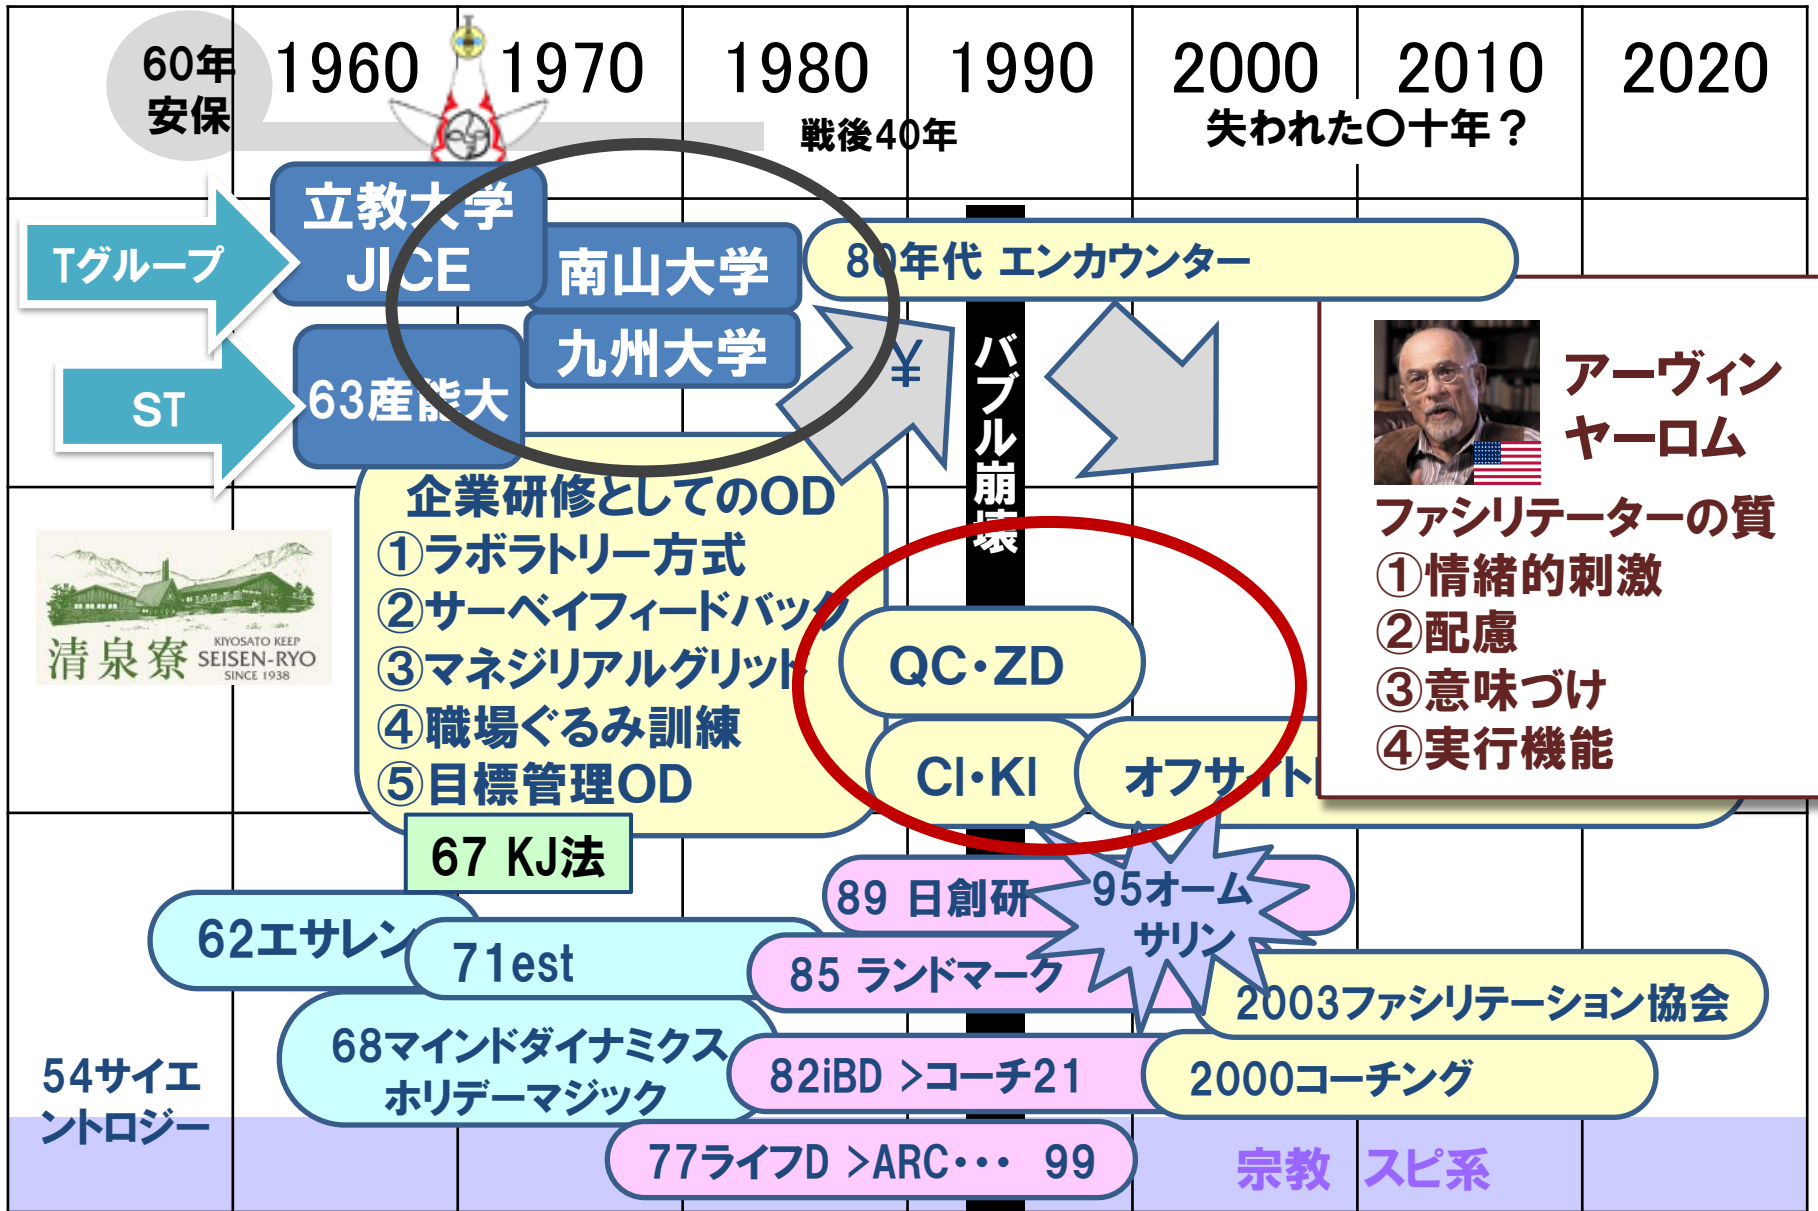 60年
安保
1960
1970
1980
1990
2000
2010
2020
戦後40年
失われた〇十年？
Tグループ
立教大学
JICE
南山大学
九州大学
80年代 エンカウンター
ST
63産能大
¥
バブル崩壊
アーヴィン
ヤーロム
ファシリテーターの質
①情緒的刺激
②配慮
③意味づけ
④実行機能
企業研修としてのOD
①ラボラトリー方式
②サーベイフィードバック
③マネジリアルグリット
④職場ぐるみ訓練
⑤目標管理OD
清泉寮
KIYOSATO KEEP
SEISEN-RYO
SINCE 1938
QC・ZD
CI・KI
オフサイト
67 KJ法
89 日創研
95オーム
サリン
62エサレン
71est
85 ランドマーク
2003ファシリテーション協会
68マインドダイナミクス
ホリデーマジック
82iBD >コーチ21
2000コーチング
54サイエ
ントロジー
77ライフD >ARC・・・ 99
宗教 スピ系